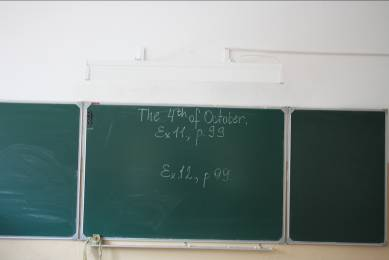 The 4th of October.
Ex 11, p 99
Ex 12, p 99